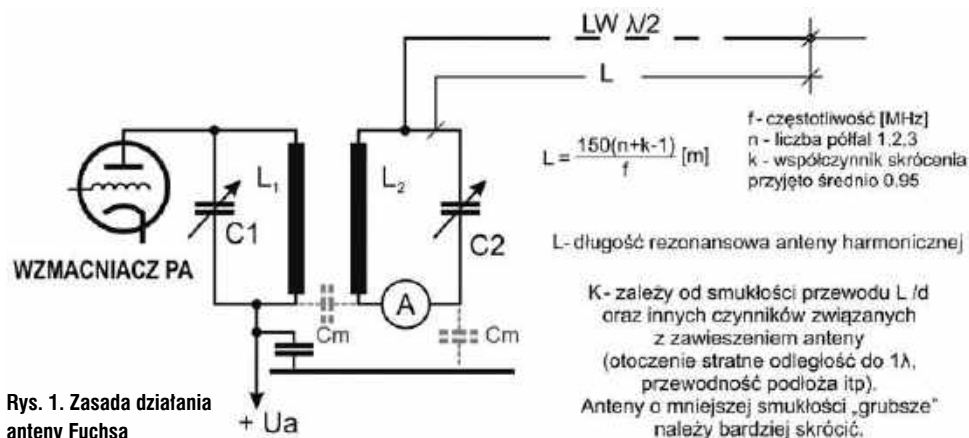 LW λ/2
L
L₁
L₂
C1
C2
WZMACNIACZ PA
A
Cm
Cm
+ Ua
L = 150(n+k-1) / f [m]
f - częstotliwość [MHz]
n - liczba półfal 1,2,3
k - współczynnik skrócenia
przyjęto średnio 0.95
L- długość rezonansowa anteny harmonicznej
K- zależy od smukłości przewodu L /d
oraz innych czynników związanych
z zawieszeniem anteny
(otoczenie stratne odległość do 1λ,
przewodność podłoża itp).
Anteny o mniejszej smukłości „grubsze”
należy bardziej skrócić.
Rys. 1. Zasada działania
anteny Fuchsa